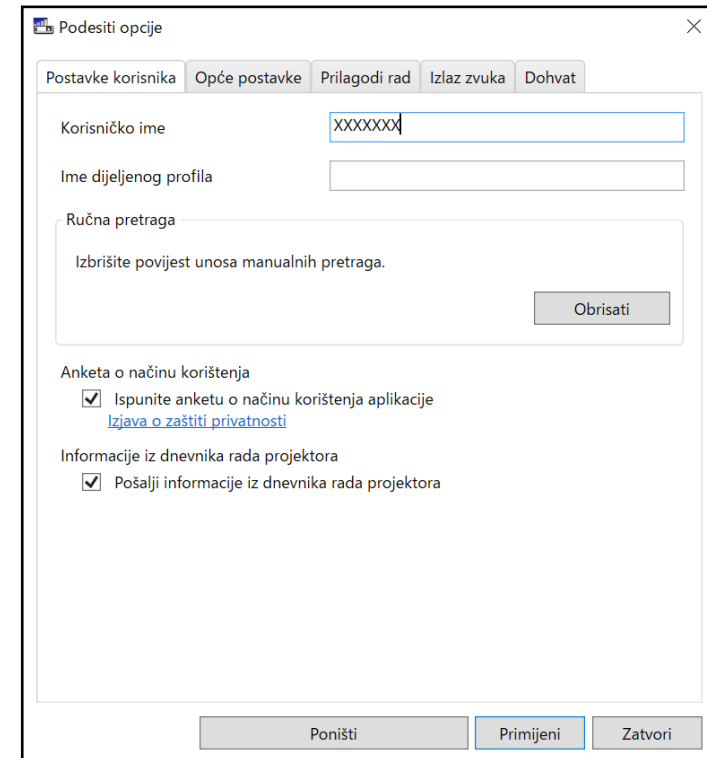 Podesiti opcije
Postavke korisnika Opće postavke Prilagodi rad Izlaz zvuka Dohvat
Korisničko ime XXXXXXX
Ime dijeljenog profila
Ručna pretraga
Izbrišite povijest unosa manualnih pretraga.
Obrisati
Anketa o načinu korištenja
Ispunite anketu o načinu korištenja aplikacije
Izjava o zaštiti privatnosti
Informacije iz dnevnika rada projektora
Pošalji informacije iz dnevnika rada projektora
Poništi Primijeni Zatvori